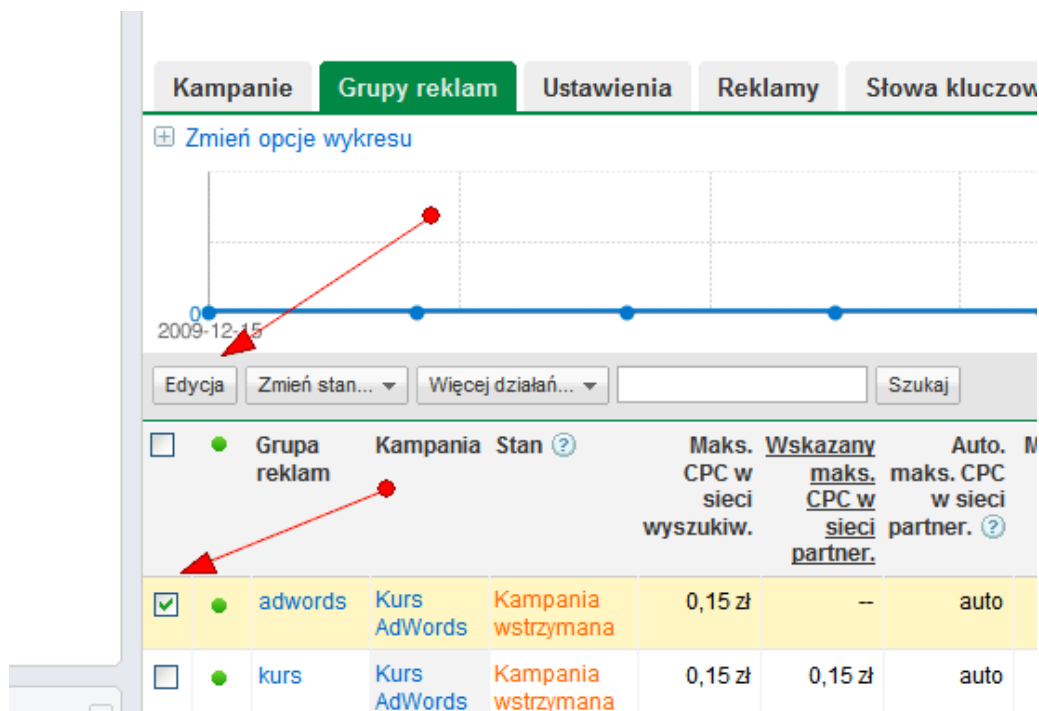 Kampanie Grupy reklam Ustawienia Reklamy Słowa kluczow
Zmień opcje wykresu
0
2009-12-15
Edycja Zmień stan... Więcej działań... Szukaj
Grupa reklam
Kampania
Stan ?
Maks. CPC w sieci wyszukiw.
Wskazany maks. CPC w sieci partner.
Auto. maks. CPC w sieci partner. ?
M
adwords Kurs AdWords Kampania wstrzymana 0,15 zł -- auto
kurs Kurs AdWords Kampania wstrzymana 0,15 zł 0,15 zł auto